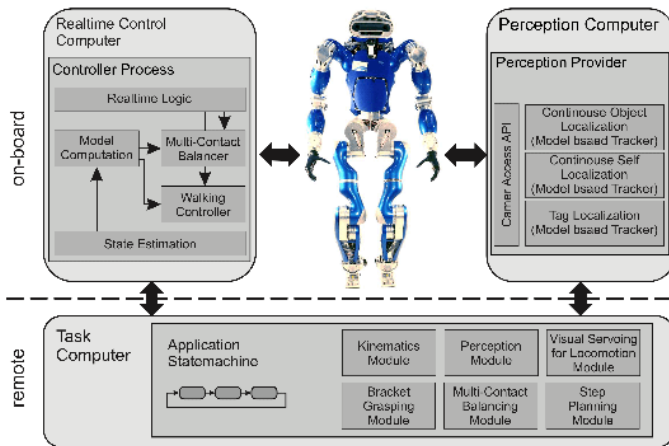 Realtime Control
Computer
Controller Process
Realtime Logic
Model
Computation
Multi-Contact
Balancer
Walking
Controller
State Estimation
on-board
Perception Computer
Perception Provider
Camer Access API
Continouse Object
Localization
(Model bsaed Tracker)
Continouse Self
Localization
(Model bsaed Tracker)
Tag Localization
(Model bsaed Tracker)
remote
Task
Computer
Application
Statemachine
Kinematics
Module
Perception
Module
Visual Servoing
for Locomotion
Module
Bracket
Grasping
Module
Multi-Contact
Balancing
Module
Step
Planning
Module